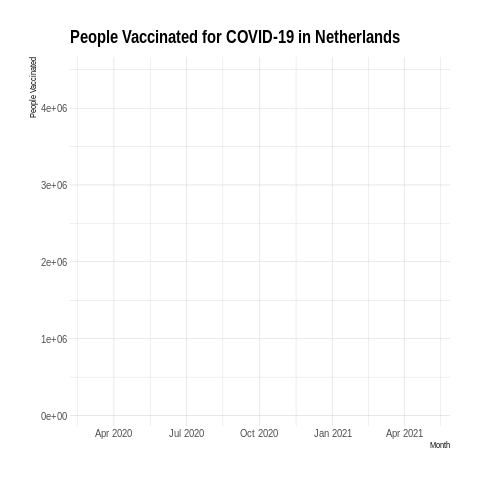 People Vaccinated for COVID-19 in Netherlands
People Vaccinated
4e+06
3e+06
2e+06
1e+06
0e+00
Apr 2020 Jul 2020 Oct 2020 Jan 2021 Apr 2021
Month